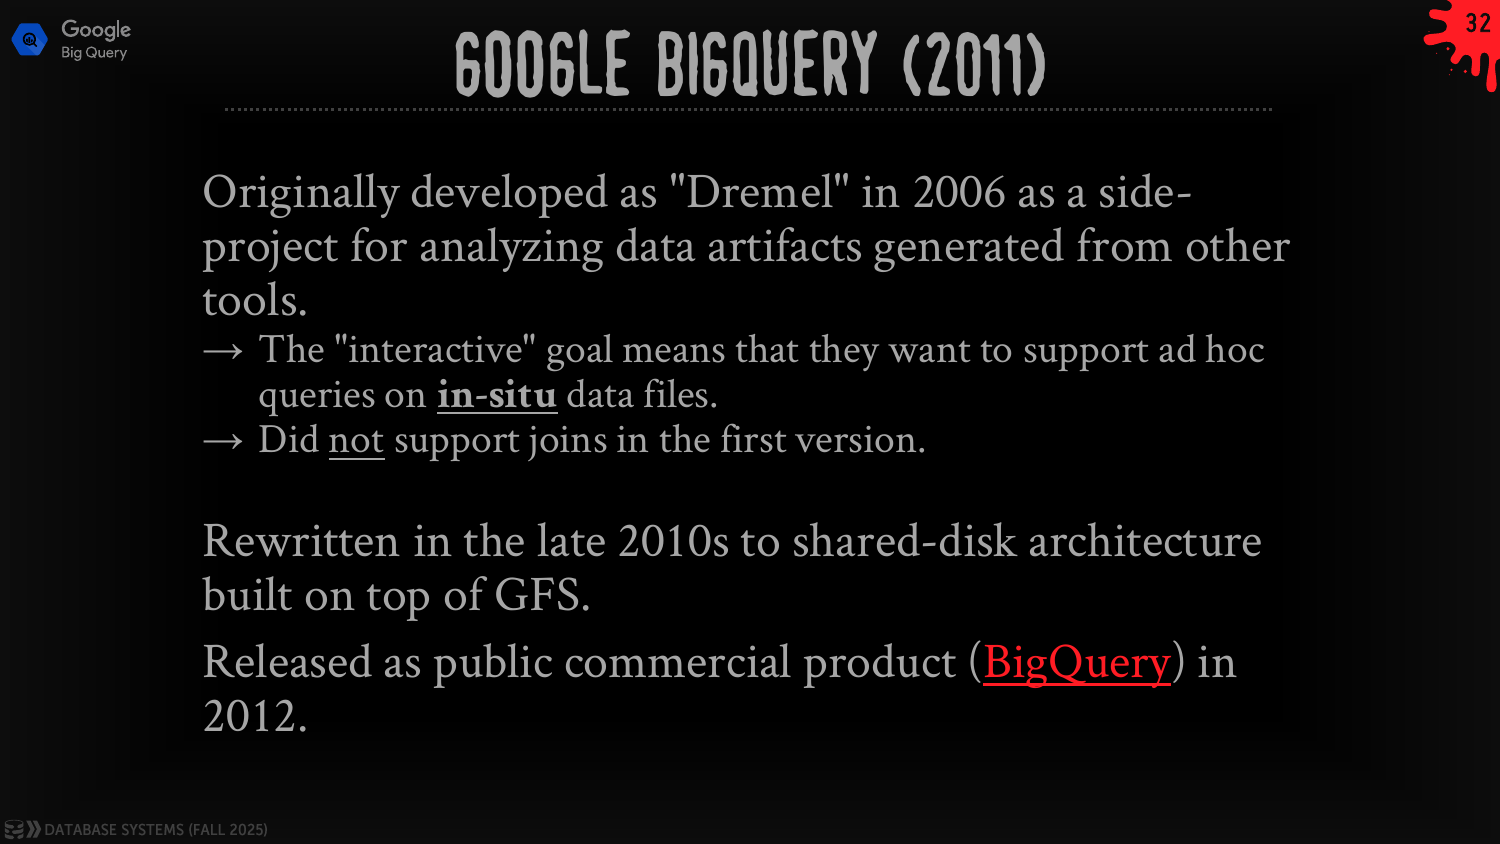 Google
Big Query
GOOGLE BIGQUERY (2011)
32
Originally developed as "Dremel" in 2006 as a side-
project for analyzing data artifacts generated from other
tools.
→ The "interactive" goal means that they want to support ad hoc
queries on in-situ data files.
→ Did not support joins in the first version.
Rewritten in the late 2010s to shared-disk architecture
built on top of GFS.
Released as public commercial product (BigQuery) in
2012.
DATABASE SYSTEMS (FALL 2025)